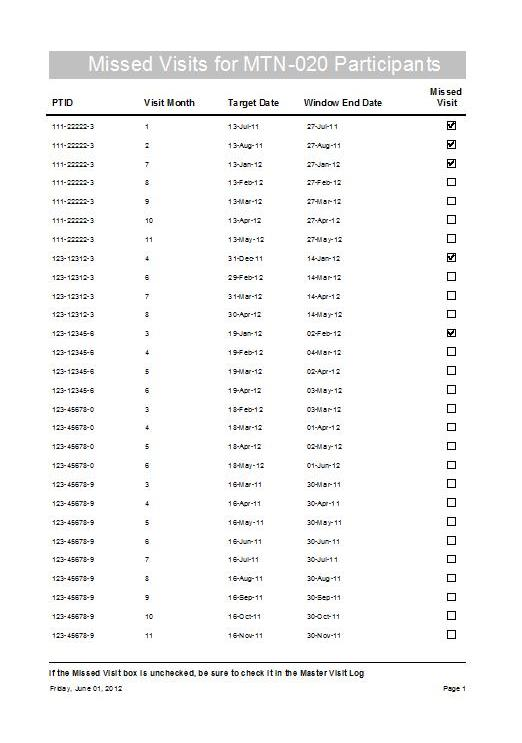 Missed Visits for MTN-020 Participants
PTID Visit Month Target Date Window End Date Missed Visit
111-22222-3 1 13-Jul-11 27-Jul-11
111-22222-3 2 13-Aug-11 27-Aug-11
111-22222-3 7 13-Jan-12 27-Jan-12
111-22222-3 8 13-Feb-12 27-Feb-12
111-22222-3 9 13-Mar-12 27-Mar-12
111-22222-3 10 13-Apr-12 27-Apr-12
111-22222-3 11 13-May-12 27-May-12
123-12312-3 4 31-Dec-11 14-Jan-12
123-12312-3 6 29-Feb-12 14-Mar-12
123-12312-3 7 31-Mar-12 14-Apr-12
123-12312-3 8 30-Apr-12 14-May-12
123-12345-6 3 19-Jan-12 02-Feb-12
123-12345-6 4 19-Feb-12 04-Mar-12
123-12345-6 5 19-Mar-12 02-Apr-12
123-12345-6 6 19-Apr-12 03-May-12
123-45678-0 3 18-Feb-12 03-Mar-12
123-45678-0 4 18-Mar-12 01-Apr-12
123-45678-0 5 18-Apr-12 02-May-12
123-45678-0 6 18-May-12 01-Jun-12
123-45678-9 3 16-Mar-11 30-Mar-11
123-45678-9 4 16-Apr-11 30-Apr-11
123-45678-9 5 16-May-11 30-May-11
123-45678-9 6 16-Jun-11 30-Jun-11
123-45678-9 7 16-Jul-11 30-Jul-11
123-45678-9 8 16-Aug-11 30-Aug-11
123-45678-9 9 16-Sep-11 30-Sep-11
123-45678-9 10 16-Oct-11 30-Oct-11
123-45678-9 11 16-Nov-11 30-Nov-11
If the Missed Visit box is unchecked, be sure to check it in the Master Visit Log
Friday, June 01, 2012 Page 1